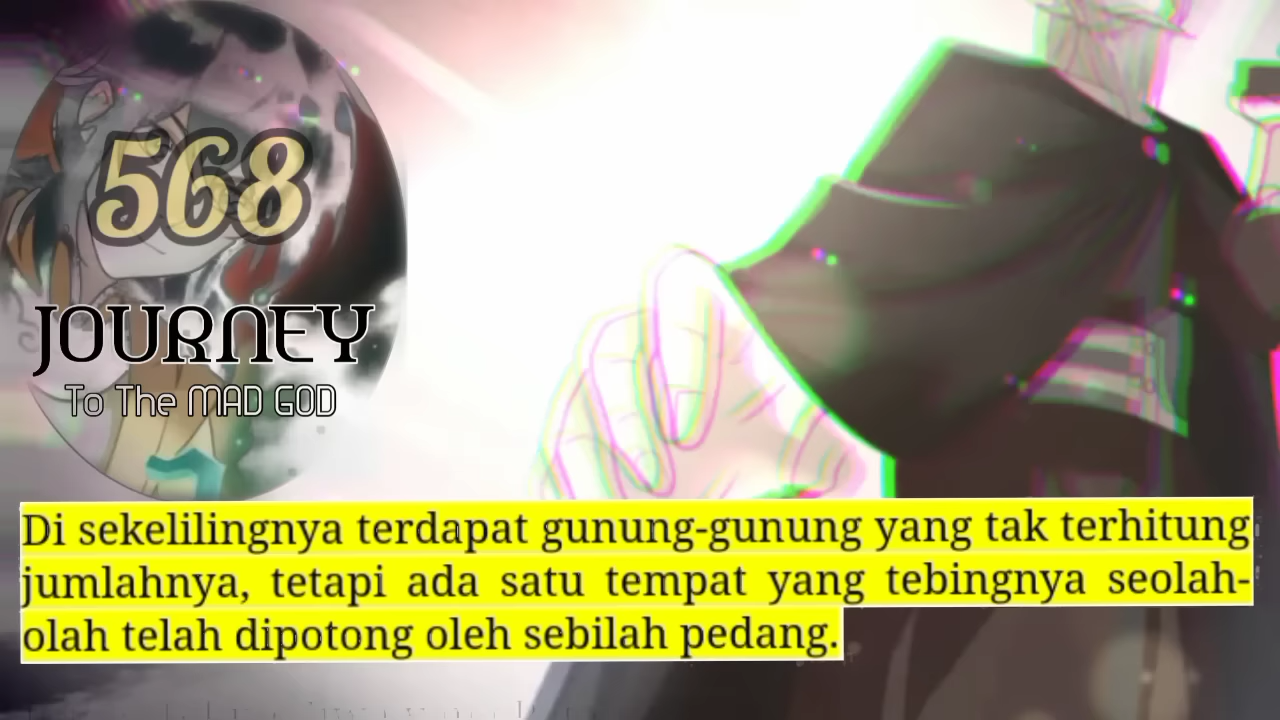 568
JOURNEY
To The MAD GOD
Di sekelilingnya terdapat gunung-gunung yang tak terhitung
jumlahnya, tetapi ada satu tempat yang tebingnya seolah-
olah telah dipotong oleh sebilah pedang.